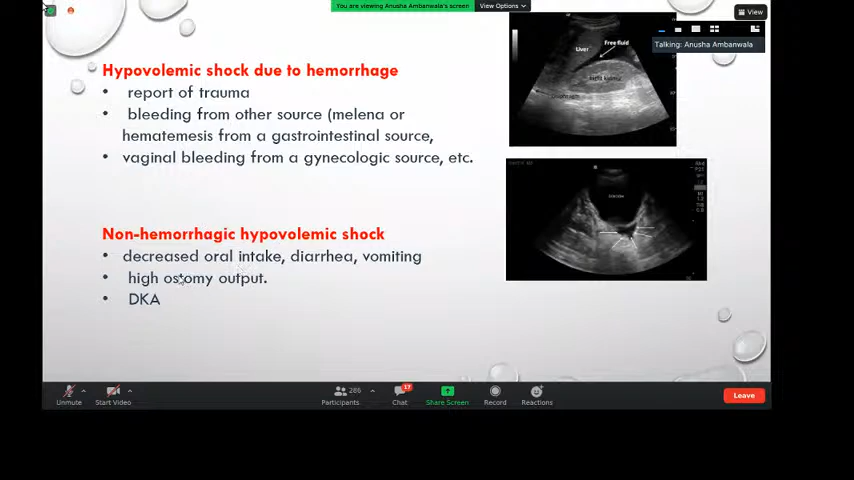 You are viewing Anusha Ambanwala's screen
View Options
View
Talking: Anusha Ambanwala
Hypovolemic shock due to hemorrhage
• report of trauma
• bleeding from other source (melena or
hematemesis from a gastrointestinal source,
• vaginal bleeding from a gynecologic source, etc.
Non-hemorrhagic hypovolemic shock
• decreased oral intake, diarrhea, vomiting
• high ostomy output.
• DKA
Liver
Free fluid
Right kidney
Diaphragm
Unmute
Start Video
286
Participants
17
Chat
Share Screen
Record
Reactions
Leave